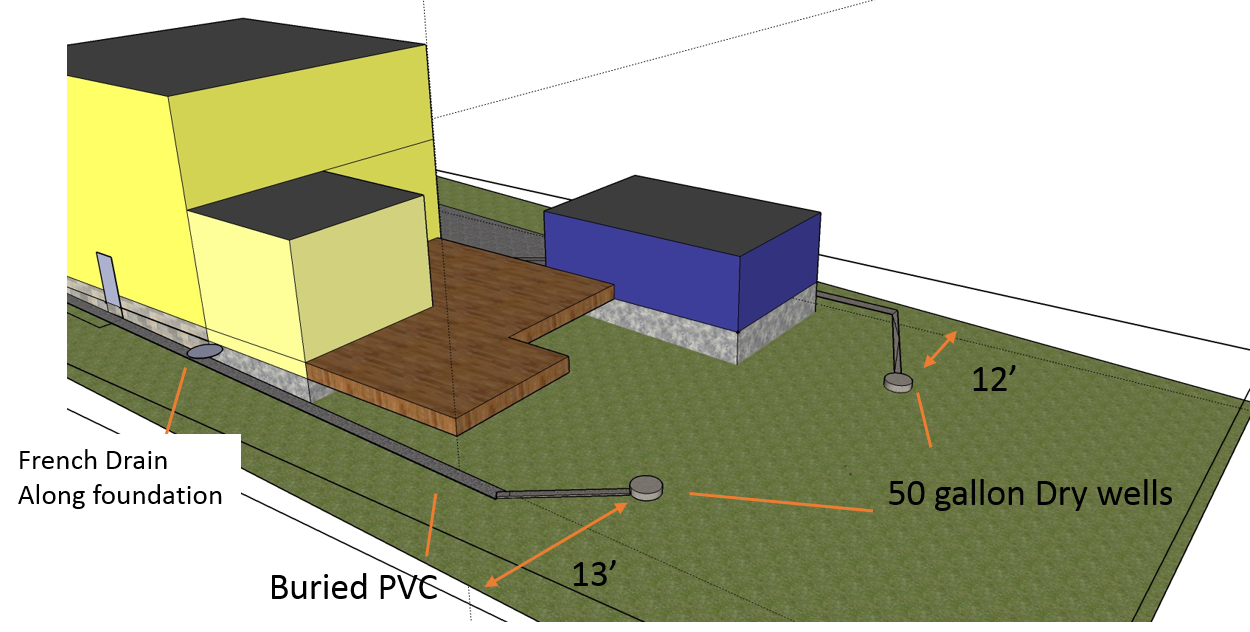 12’
French Drain
Along foundation
50 gallon Dry wells
Buried PVC
13’